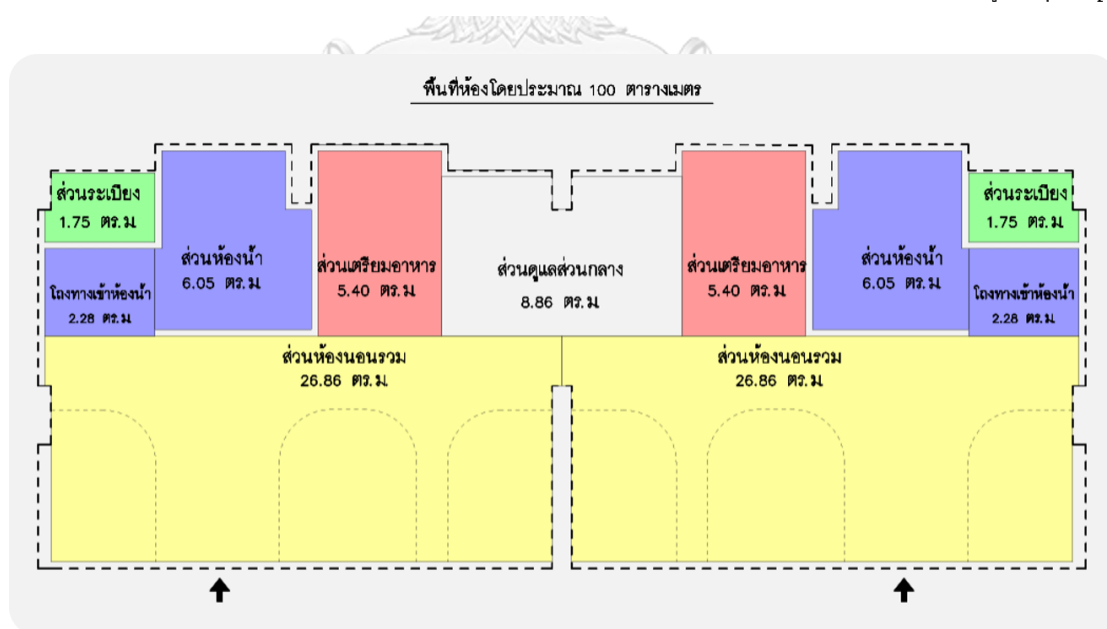 พื้นที่ห้องโดยประมาณ 100 ตารางเมตร
ส่วนระเบียง
1.75 ตร.ม.
ส่วนห้องน้ำ
6.05 ตร.ม.
โถงทางเข้าห้องน้ำ
2.28 ตร.ม.
ส่วนเตรียมอาหาร
5.40 ตร.ม.
ส่วนดูแลส่วนกลาง
8.86 ตร.ม.
ส่วนเตรียมอาหาร
5.40 ตร.ม.
ส่วนห้องน้ำ
6.05 ตร.ม.
ส่วนระเบียง
1.75 ตร.ม.
โถงทางเข้าห้องน้ำ
2.28 ตร.ม.
ส่วนห้องนอนรวม
26.86 ตร.ม.
ส่วนห้องนอนรวม
26.86 ตร.ม.